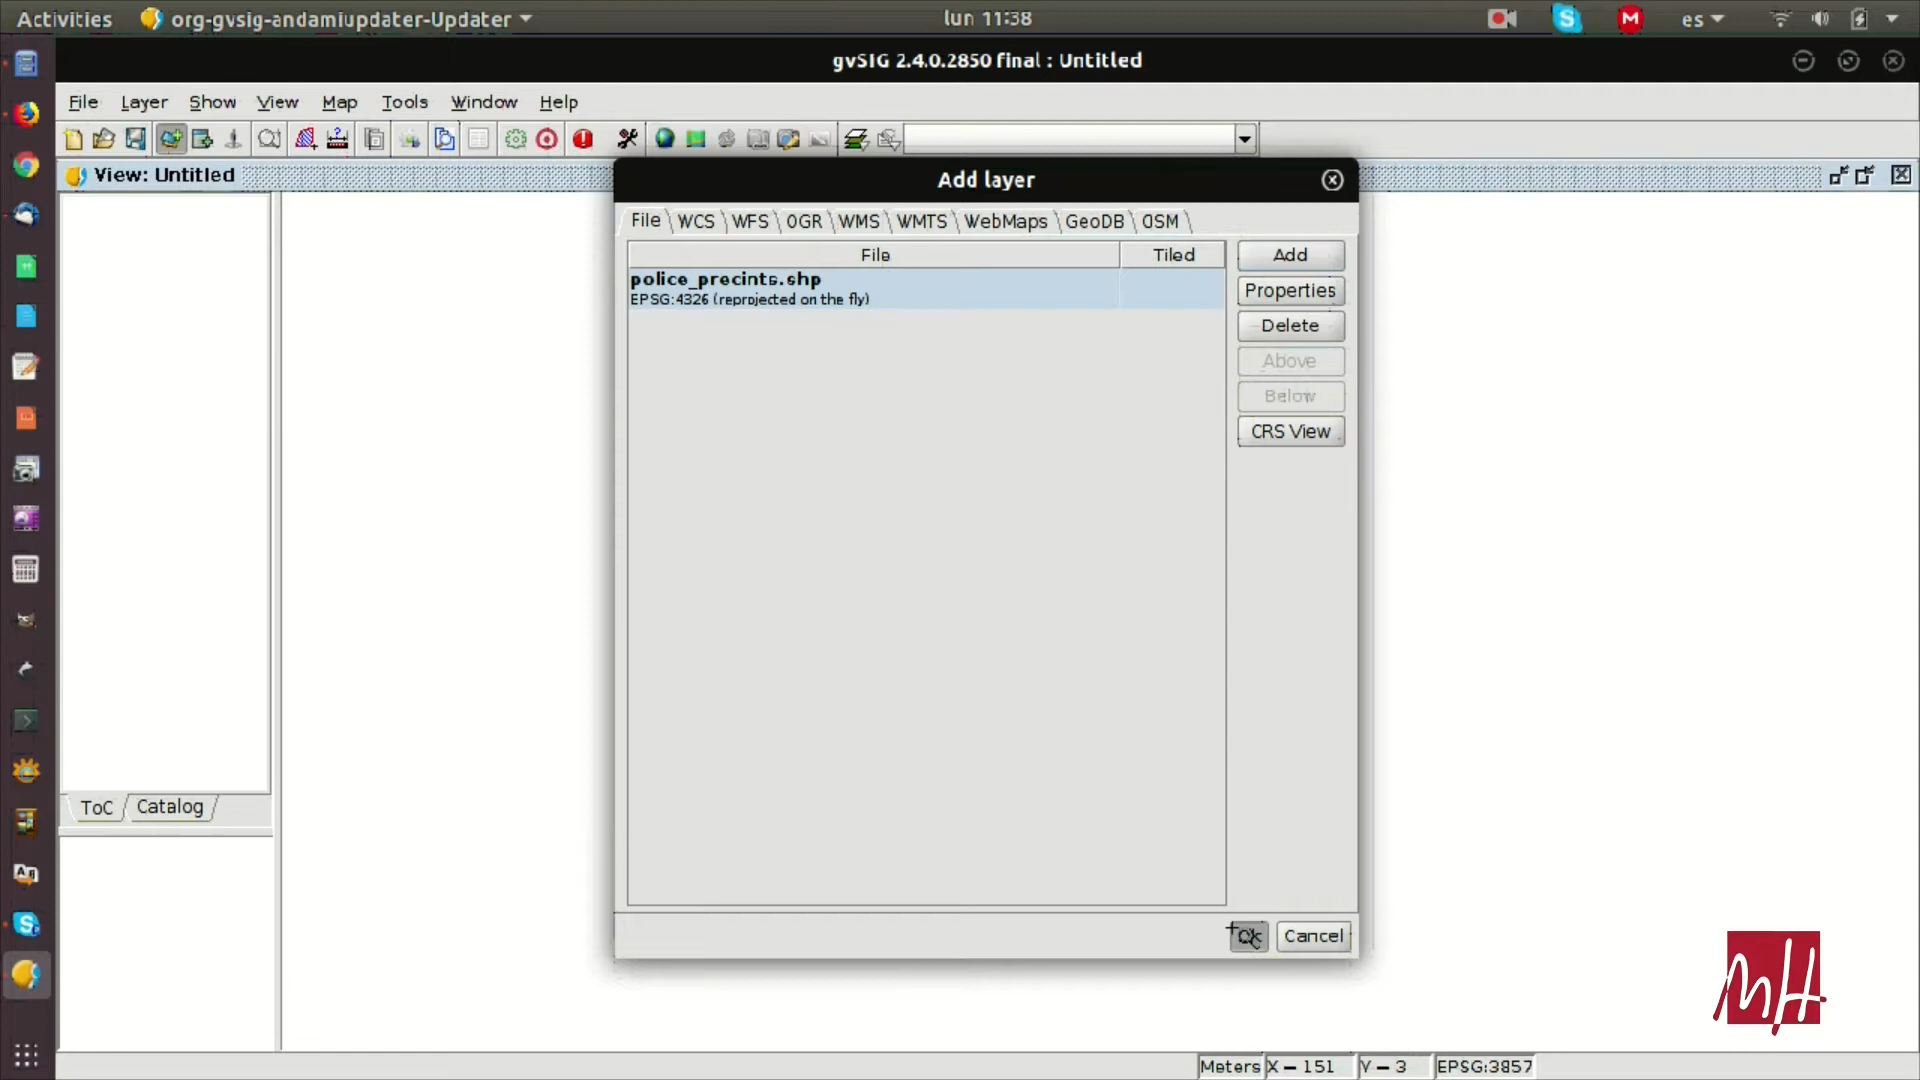 Activities org-gvsig-andamiupdater-Updater lun 11:38 es
gvSIG 2.4.0.2850 final : Untitled
File Layer Show View Map Tools Window Help
View: Untitled
Add layer
File WCS WFS OGR WMS WMTS WebMaps GeoDB OSM
File Tiled
police_precints.shp
EPSG:4326 (reprojected on the fly)
Add
Properties
Delete
Above
Below
CRS View
ToC Catalog
Ok Cancel
MH
Meters X = 151 Y = 3 EPSG:3857